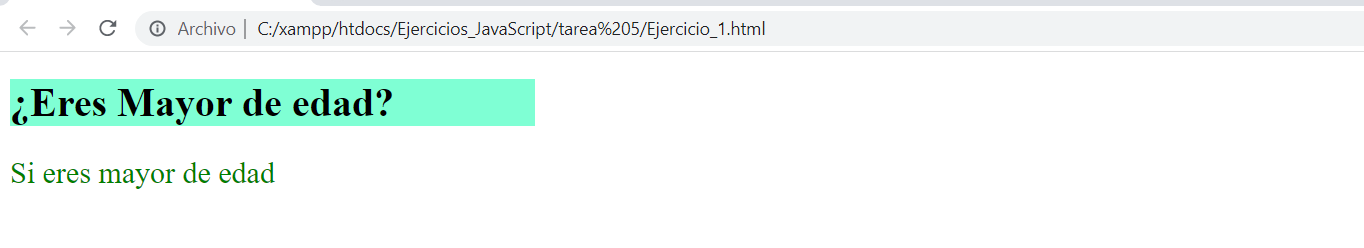 Archivo | C:/xampp/htdocs/Ejercicios_JavaScript/tarea%205/Ejercicio_1.html
¿Eres Mayor de edad?
Si eres mayor de edad